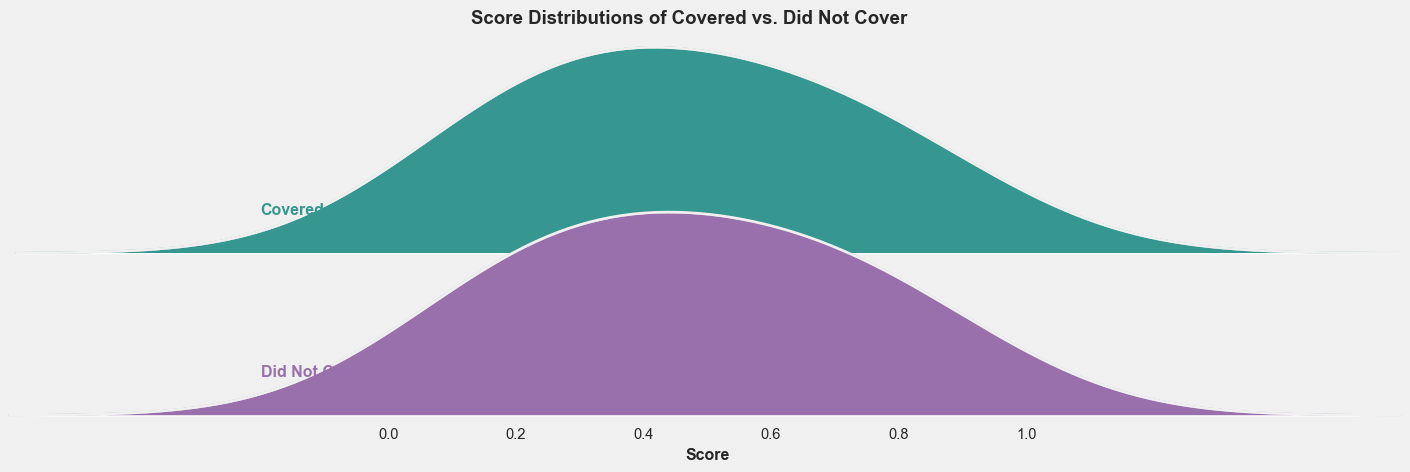 Score Distributions of Covered vs. Did Not Cover
Covered
Did Not
0.0 0.2 0.4 0.6 0.8 1.0
Score